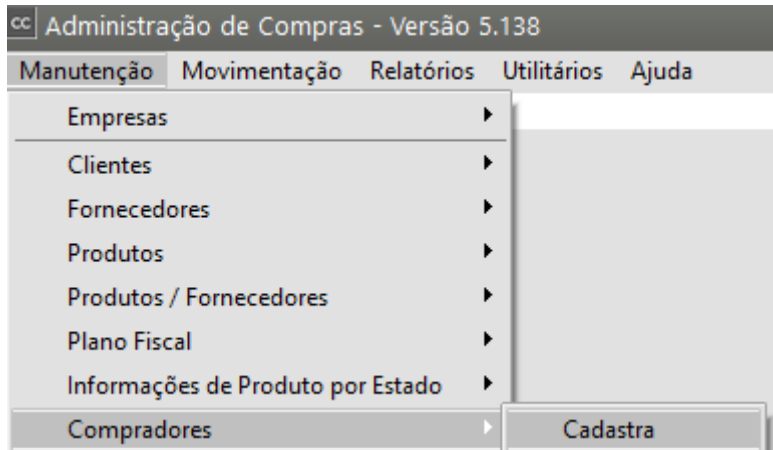 cc Administração de Compras - Versão 5.138
Manutenção Movimentação Relatórios Utilitários Ajuda
Empresas
Clientes
Fornecedores
Produtos
Produtos / Fornecedores
Plano Fiscal
Informações de Produto por Estado
Compradores Cadastra